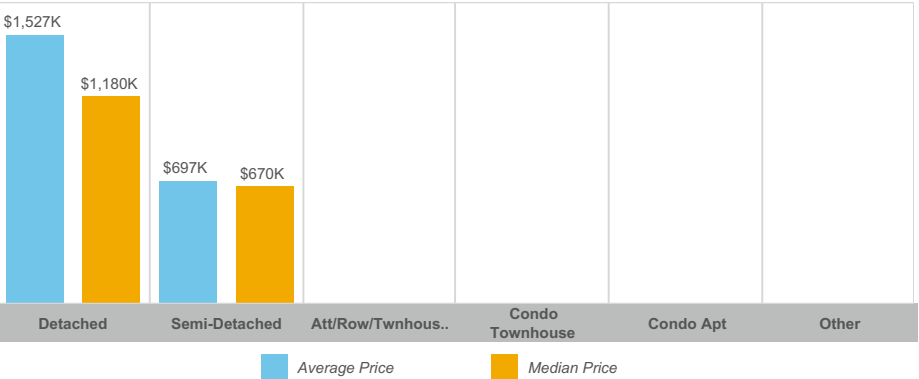 $1,527K
$1,180K
$697K
$670K
Detached
Semi-Detached
Att/Row/Twnhous..
Condo
Townhouse
Condo Apt
Other
Average Price
Median Price